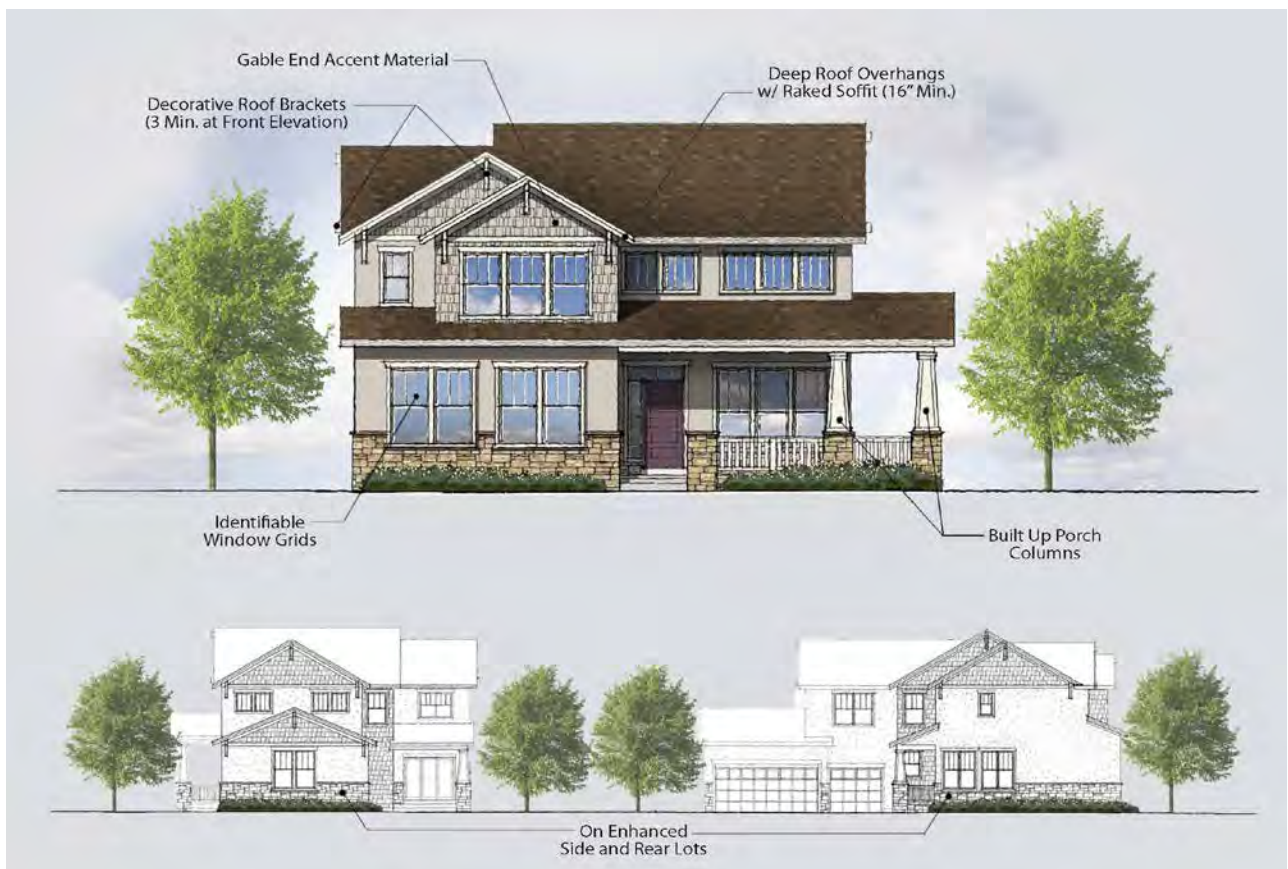 Gable End Accent Material
Deep Roof Overhangs
w/ Raked Soffit (16” Min.)
Decorative Roof Brackets
(3 Min. at Front Elevation)
Identifiable
Window Grids
Built Up Porch
Columns
On Enhanced
Side and Rear Lots